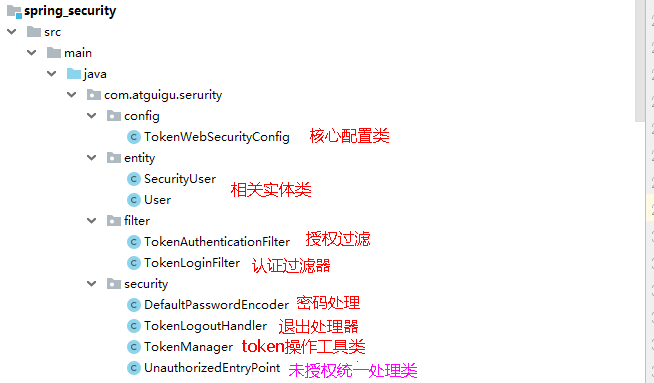 spring_security
src
main
java
com.atguigu.serurity
config
TokenWebSecurityConfig 核心配置类
entity
SecurityUser
相关实体类
User
filter
TokenAuthenticationFilter 授权过滤
TokenLoginFilter 认证过滤器
security
DefaultPasswordEncoder 密码处理
TokenLogoutHandler 退出处理器
TokenManager token操作工具类
UnauthorizedEntryPoint 未授权统一处理类